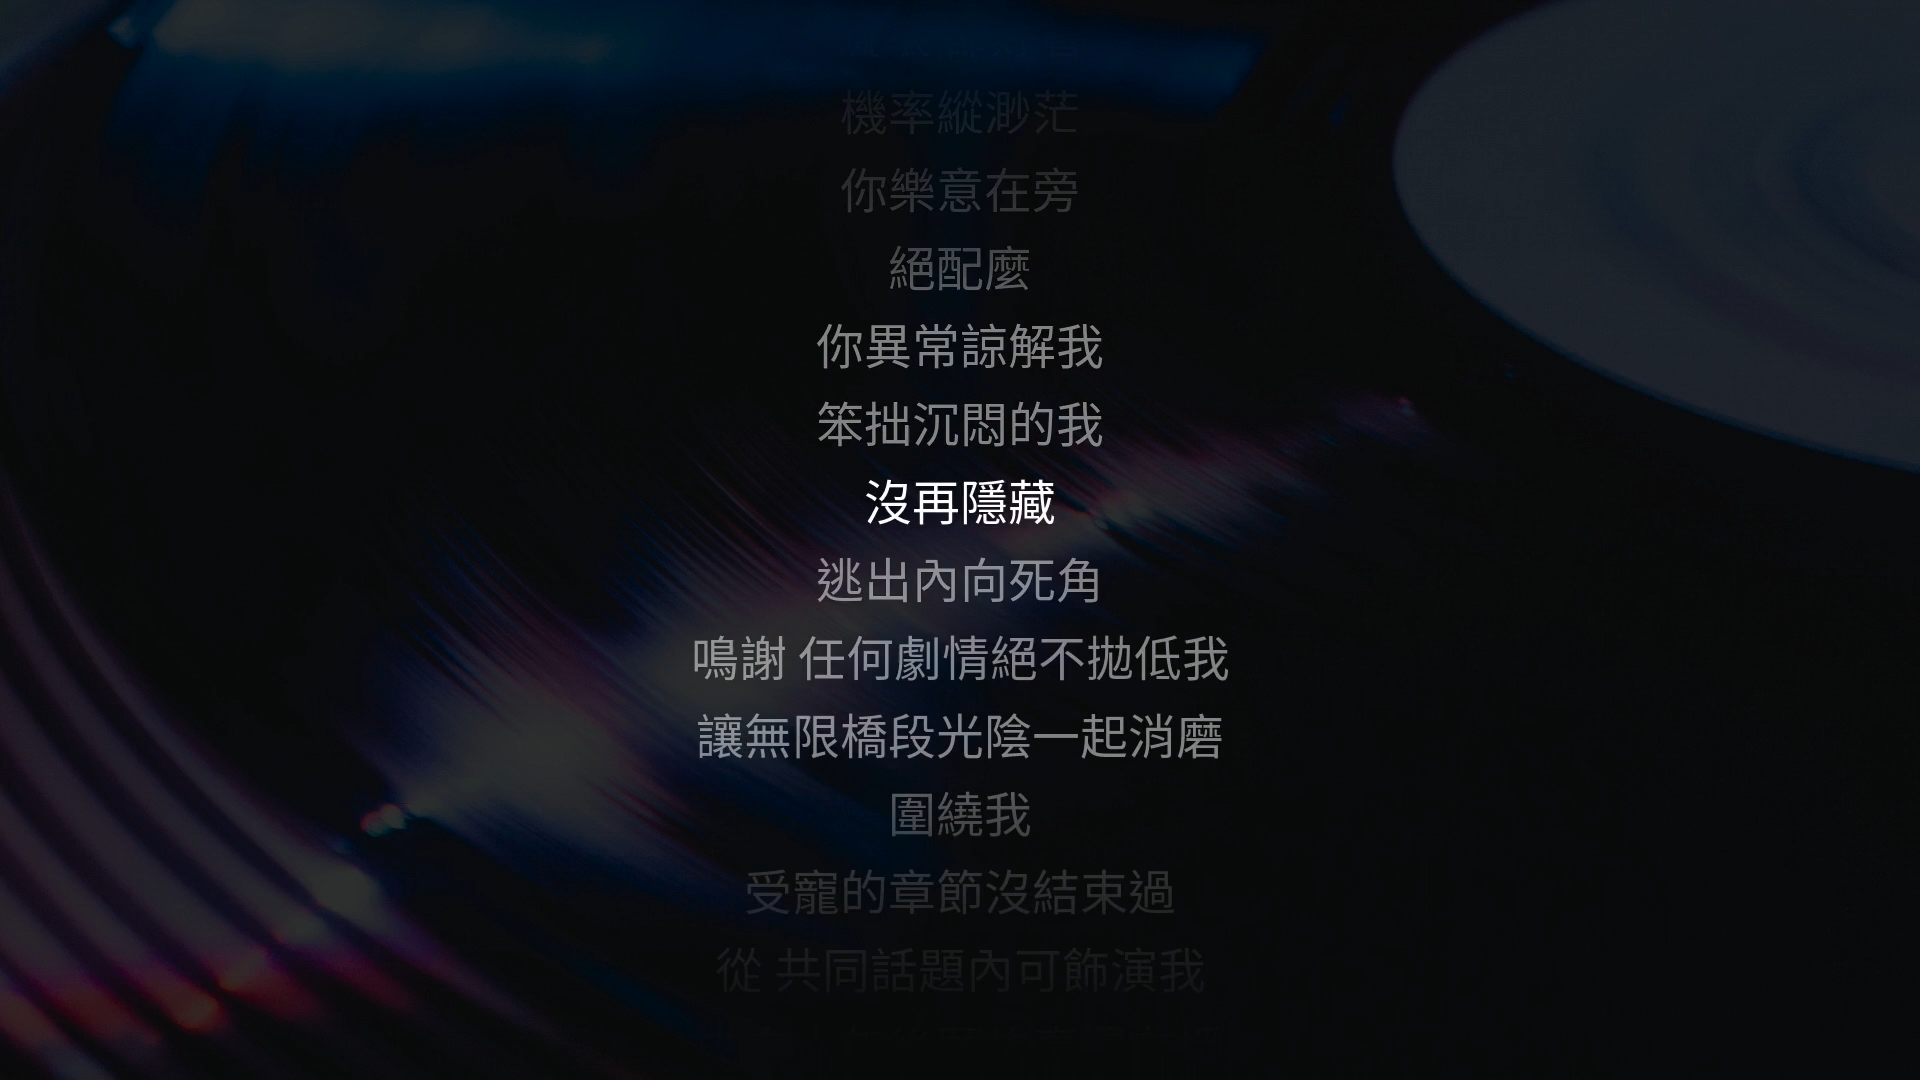 機率縱渺茫
你樂意在旁
絕配麼
你異常諒解我
笨拙沉悶的我
沒再隱藏
逃出內向死角
鳴謝 任何劇情絕不拋低我
讓無限橋段光陰一起消磨
圍繞我
受寵的章節沒結束過
從 共同話題內可飾演我